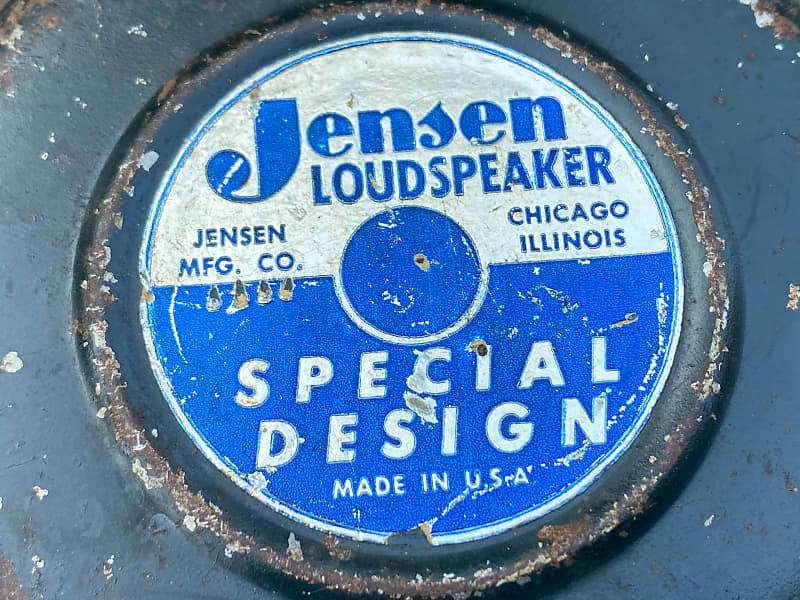 Jensen
LOUDSPEAKER
JENSEN
MFG. CO.
CHICAGO
ILLINOIS
SPECIAL
DESIGN
MADE IN U.S.A